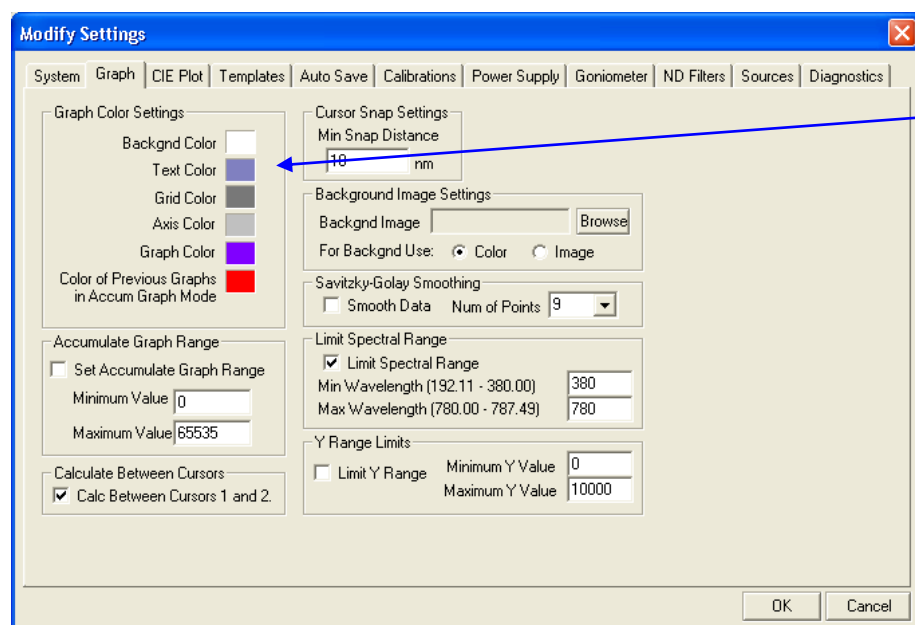 Modify Settings
System Graph CIE Plot Templates Auto Save Calibrations Power Supply Goniometer ND Filters Sources Diagnostics
Graph Color Settings
Backgnd Color
Text Color
Grid Color
Axis Color
Graph Color
Color of Previous Graphs
in Accum Graph Mode
Accumulate Graph Range
Set Accumulate Graph Range
Minimum Value 0
Maximum Value 65535
Calculate Between Cursors
Calc Between Cursors 1 and 2.
Cursor Snap Settings
Min Snap Distance
10 nm
Background Image Settings
Backgnd Image Browse
For Backgnd Use: Color Image
Savitzky-Golay Smoothing
Smooth Data Num of Points 9
Limit Spectral Range
Limit Spectral Range
Min Wavelength (192.11 - 380.00) 380
Max Wavelength (780.00 - 787.49) 780
Y Range Limits
Limit Y Range Minimum Y Value 0
Maximum Y Value 10000
OK Cancel